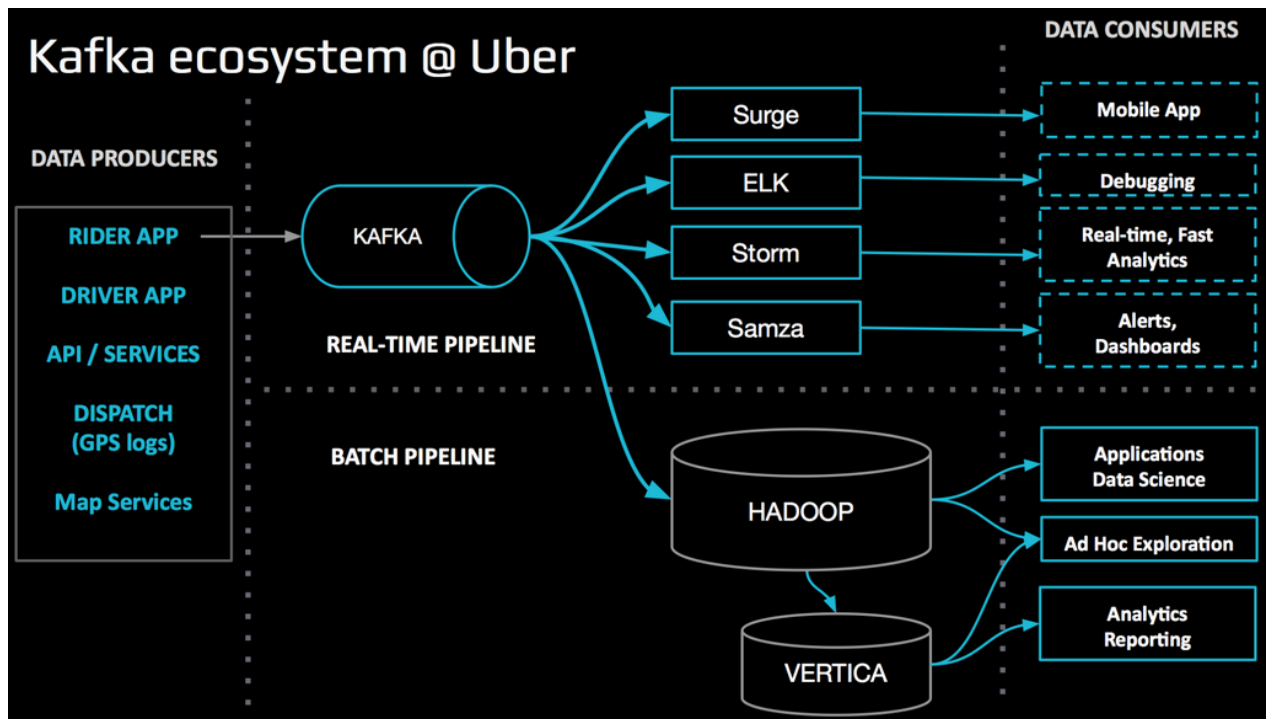 Kafka ecosystem @ Uber
DATA CONSUMERS
DATA PRODUCERS
RIDER APP
DRIVER APP
API / SERVICES
DISPATCH
(GPS logs)
Map Services
KAFKA
REAL-TIME PIPELINE
Surge
ELK
Storm
Samza
Mobile App
Debugging
Real-time, Fast
Analytics
Alerts,
Dashboards
BATCH PIPELINE
HADOOP
VERTICA
Applications
Data Science
Ad Hoc Exploration
Analytics
Reporting